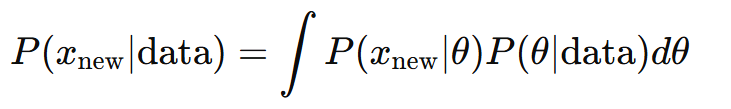 P(x_new|data) = ∫ P(x_new|θ)P(θ|data)dθ